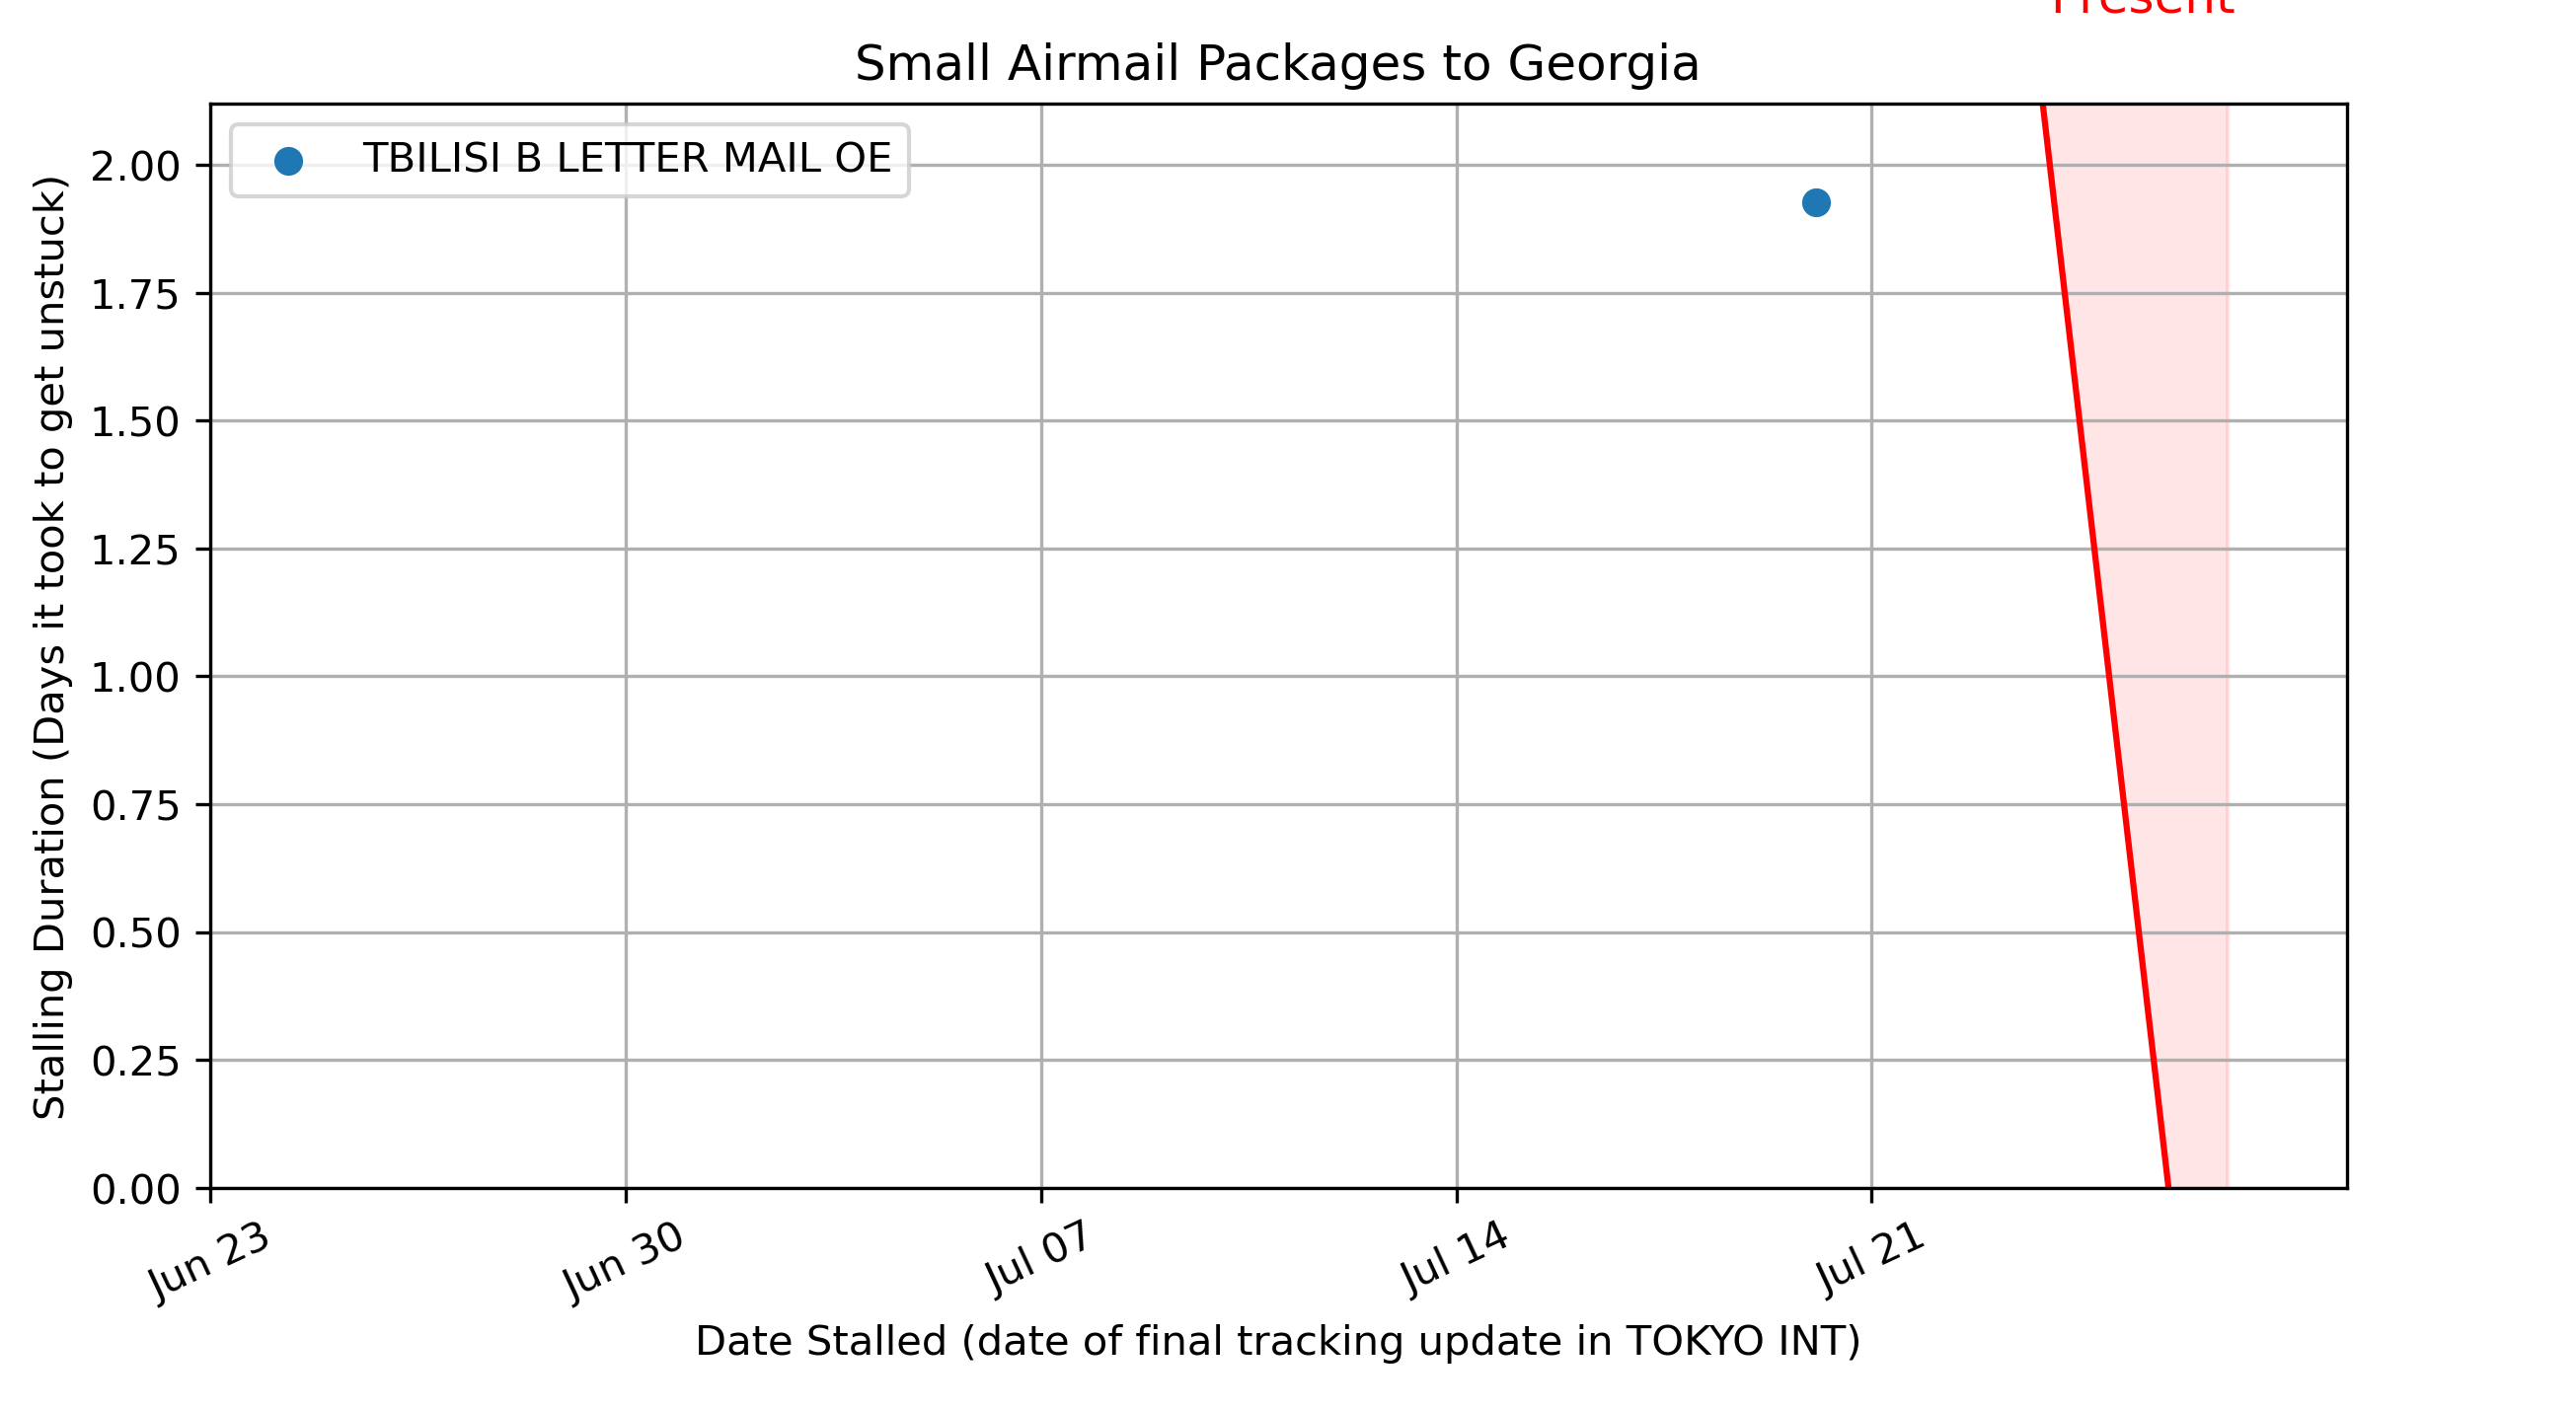 Present
Small Airmail Packages to Georgia
TBILISI B LETTER MAIL OE
Stalling Duration (Days it took to get unstuck)
2.00
1.75
1.50
1.25
1.00
0.75
0.50
0.25
0.00
Jun 23
Jun 30
Jul 07
Jul 14
Jul 21
Date Stalled (date of final tracking update in TOKYO INT)